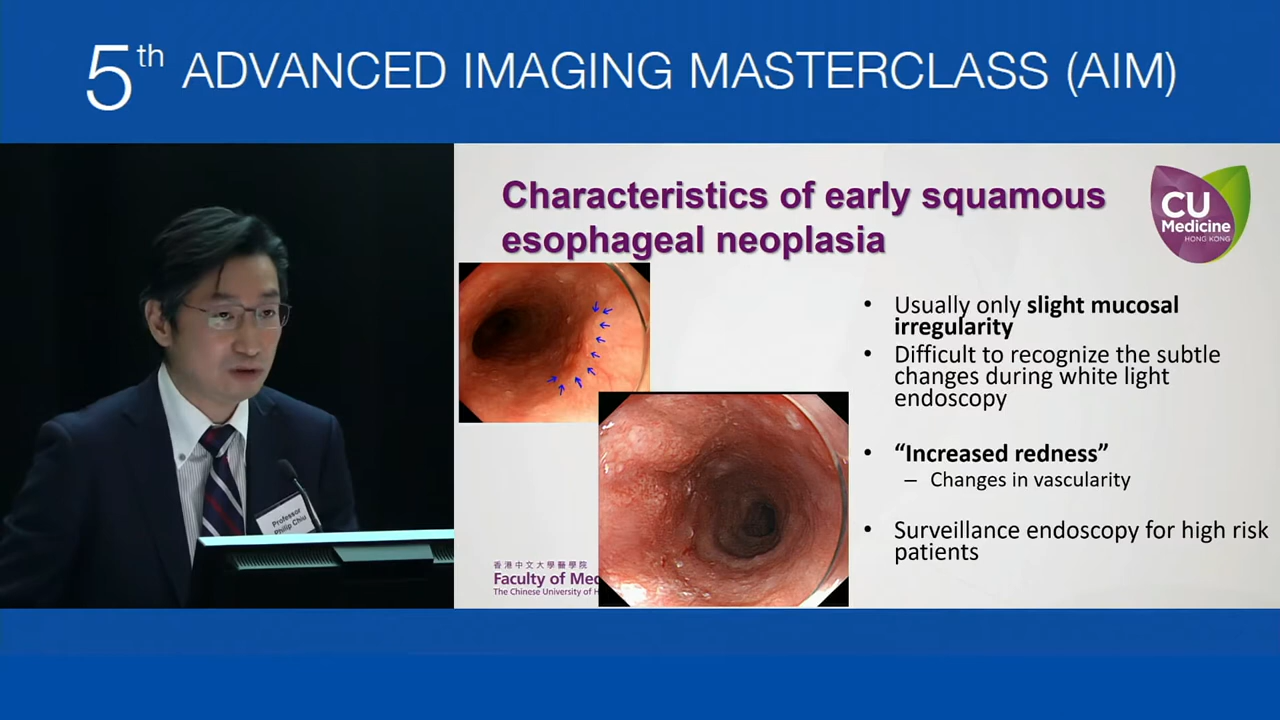 5th ADVANCED IMAGING MASTERCLASS (AIM)
Characteristics of early squamous
esophageal neoplasia
CU
Medicine
HONG KONG
• Usually only slight mucosal
irregularity
• Difficult to recognize the subtle
changes during white light
endoscopy
• “Increased redness”
– Changes in vascularity
• Surveillance endoscopy for high risk
patients
Professor
Philip Chiu
香港中文大學醫學院
Faculty of Med
The Chinese University of H